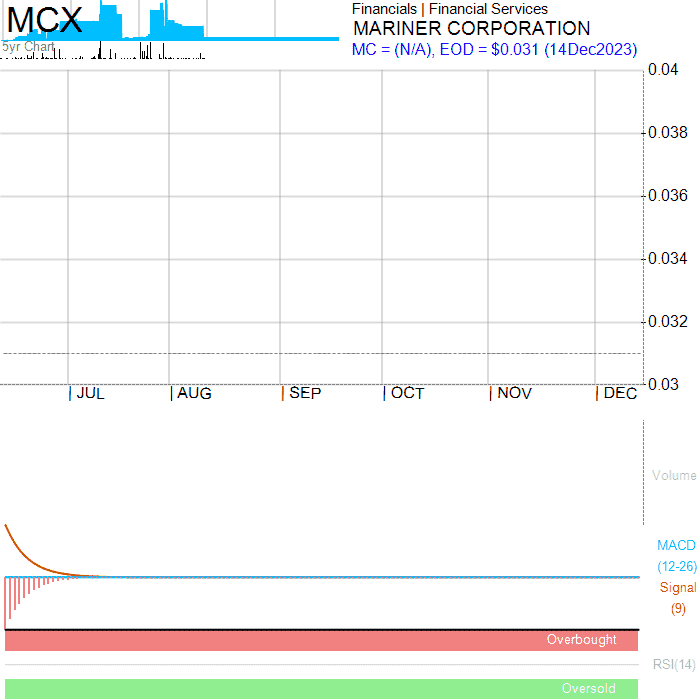 MCX
5yr Chart
Financials | Financial Services
MARINER CORPORATION
MC = (N/A), EOD = $0.031 (14Dec2023)
0.04
0.038
0.036
0.034
0.032
0.03
JUL AUG SEP OCT NOV DEC
Volume
MACD
(12-26)
Signal
(9)
Overbought
RSI(14)
Oversold